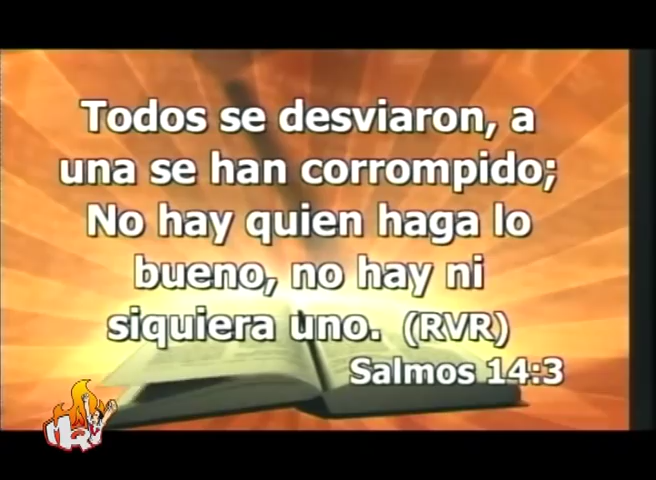 Todos se desviaron, a
una se han corrompido;
No hay quien haga lo
bueno, no hay ni
siquiera uno. (RVR)
Salmos 14:3
MRV